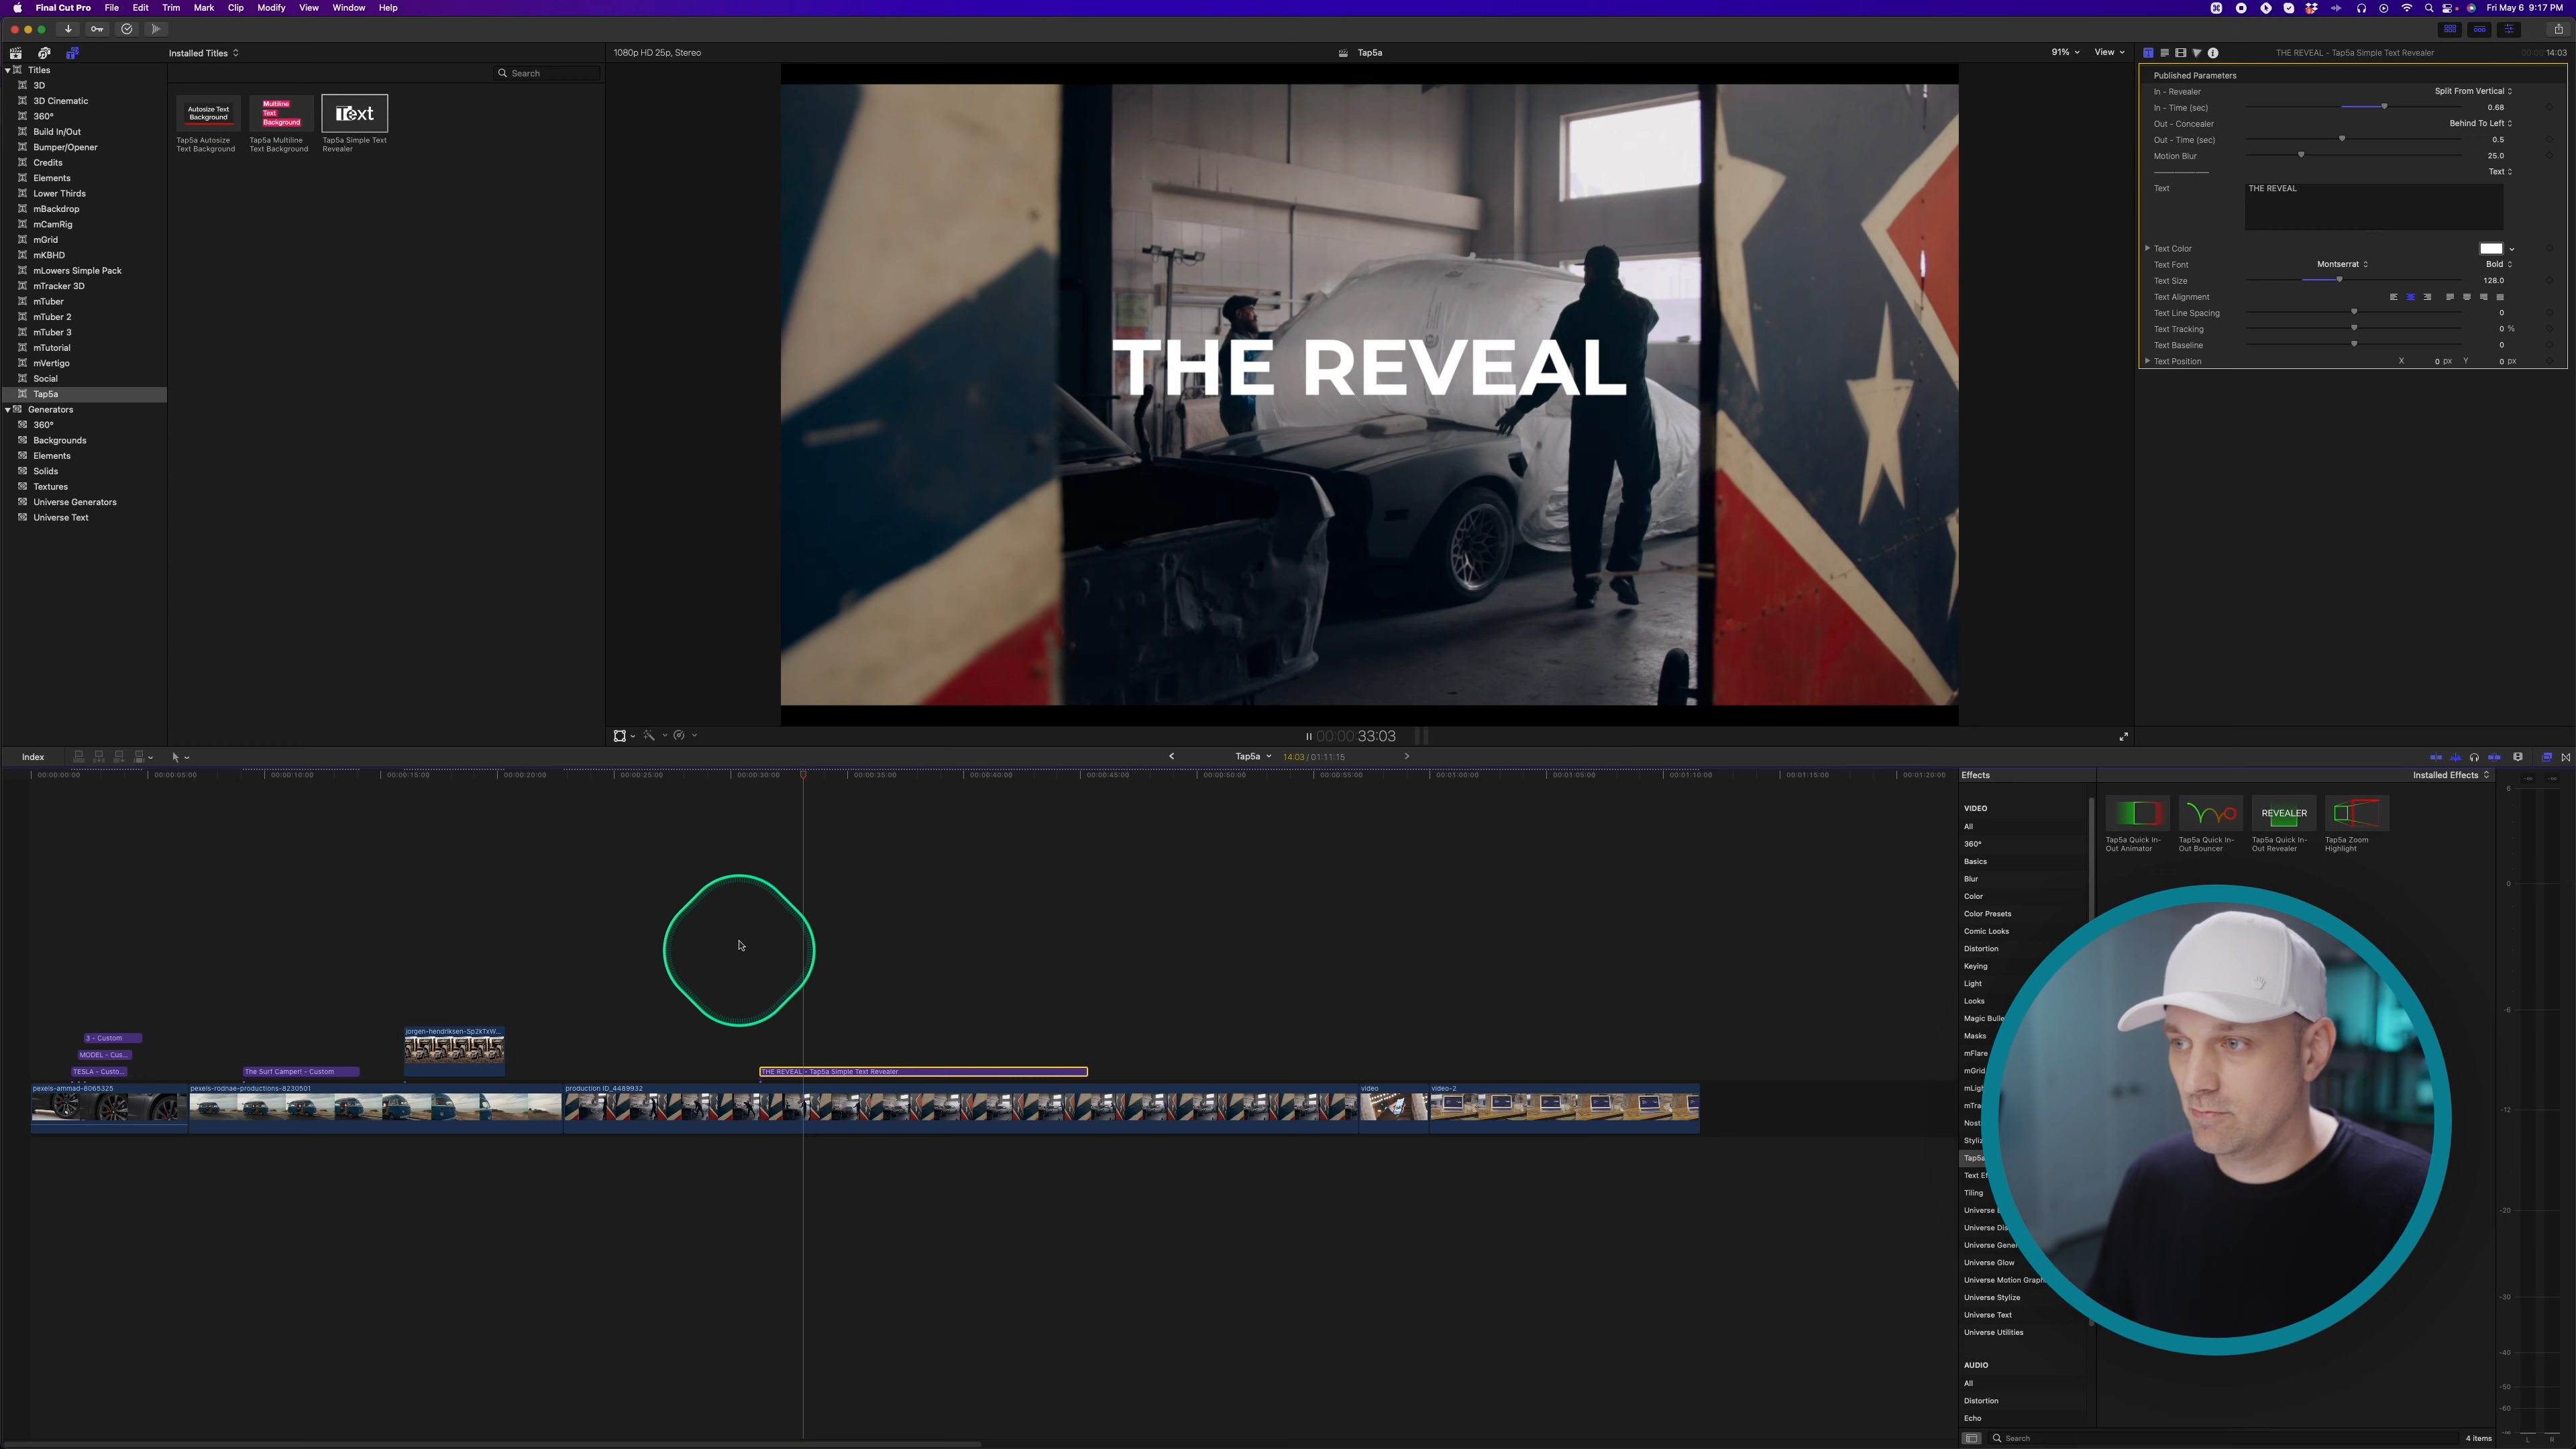 Final Cut Pro File Edit Trim Mark Clip Modify View Window Help
Fri May 6 9:17 PM
Installed Titles
1080p HD 25p, Stereo
Tap5a
91%
View
THE REVEAL - Tap5a Simple Text Revealer
00:00:14:03
Titles
3D
3D Cinematic
360°
Build In/Out
Bumper/Opener
Credits
Elements
Lower Thirds
mBackdrop
mCamRig
mGrid
mKBHD
mLowers Simple Pack
mTracker 3D
mTuber
mTuber 2
mTuber 3
mTutorial
mVertigo
Social
Tap5a
Generators
360°
Backgrounds
Elements
Solids
Textures
Universe Generators
Universe Text
Search
Autosize Text
Background
Multiline
Text
Background
Text
Tap5a Autosize
Text Background
Tap5a Multiline
Text Background
Tap5a Simple Text
Revealer
THE REVEAL
Published Parameters
In - Revealer Split From Vertical
In - Time (sec) 0.68
Out - Concealer Behind To Left
Out - Time (sec) 0.5
Motion Blur 25.0
Text
Text THE REVEAL
Text Color
Text Font Montserrat Bold
Text Size 128.0
Text Alignment
Text Line Spacing 0
Text Tracking 0 %
Text Baseline 0
Text Position X 0 px Y 0 px
00:00:33:03
Index
Tap5a
14:03 / 01:11:15
00:00:00:00 00:00:05:00 00:00:10:00 00:00:15:00 00:00:20:00 00:00:25:00 00:00:30:00 00:00:35:00 00:00:40:00 00:00:45:00 00:00:50:00 00:00:55:00 00:01:00:00 00:01:05:00 00:01:10:00 00:01:15:00 00:01:20:00
3 - Custom
MODEL - Cus...
TESLA - Custo...
The Surf Camper! - Custom
jorgen-hendriksen-Sp2kTxW...
THE REVEAL - Tap5a Simple Text Revealer
pexels-ammad-8065325
pexels-rodnae-productions-8230501
production ID_4489932
video
video-2
Effects
Installed Effects
VIDEO
All
360°
Basics
Blur
Color
Color Presets
Comic Looks
Distortion
Keying
Light
Looks
Magic Bulle
Masks
mFlare
mGrid
mLigh
mTra
Nost
Styliz
Tap5a
Text Ef
Tiling
Universe B
Universe Dis
Universe Gener
Universe Glow
Universe Motion Graph
Universe Stylize
Universe Text
Universe Utilities
AUDIO
All
Distortion
Echo
REVEALER
Tap5a Quick In-
Out Animator
Tap5a Quick In-
Out Bouncer
Tap5a Quick In-
Out Revealer
Tap5a Zoom
Highlight
Search
4 items
6
0
-6
-12
-20
-30
-40
-50
-60
-∞
L R